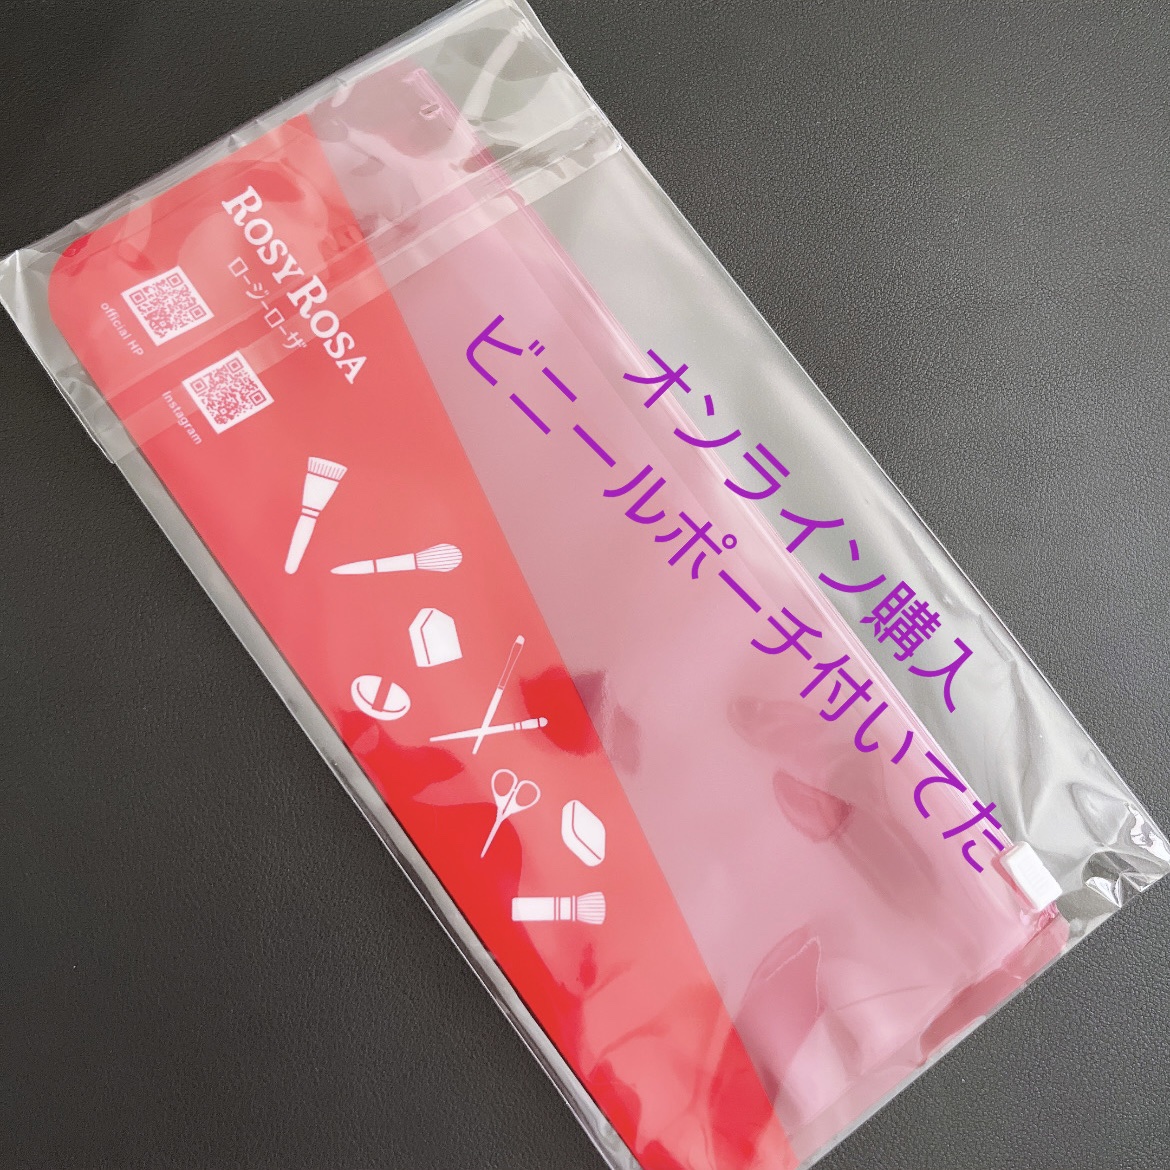 ROSY ROSA
ロージーローザ
official HP
instagram
オンライン購入
ビニールポーチ付いてた